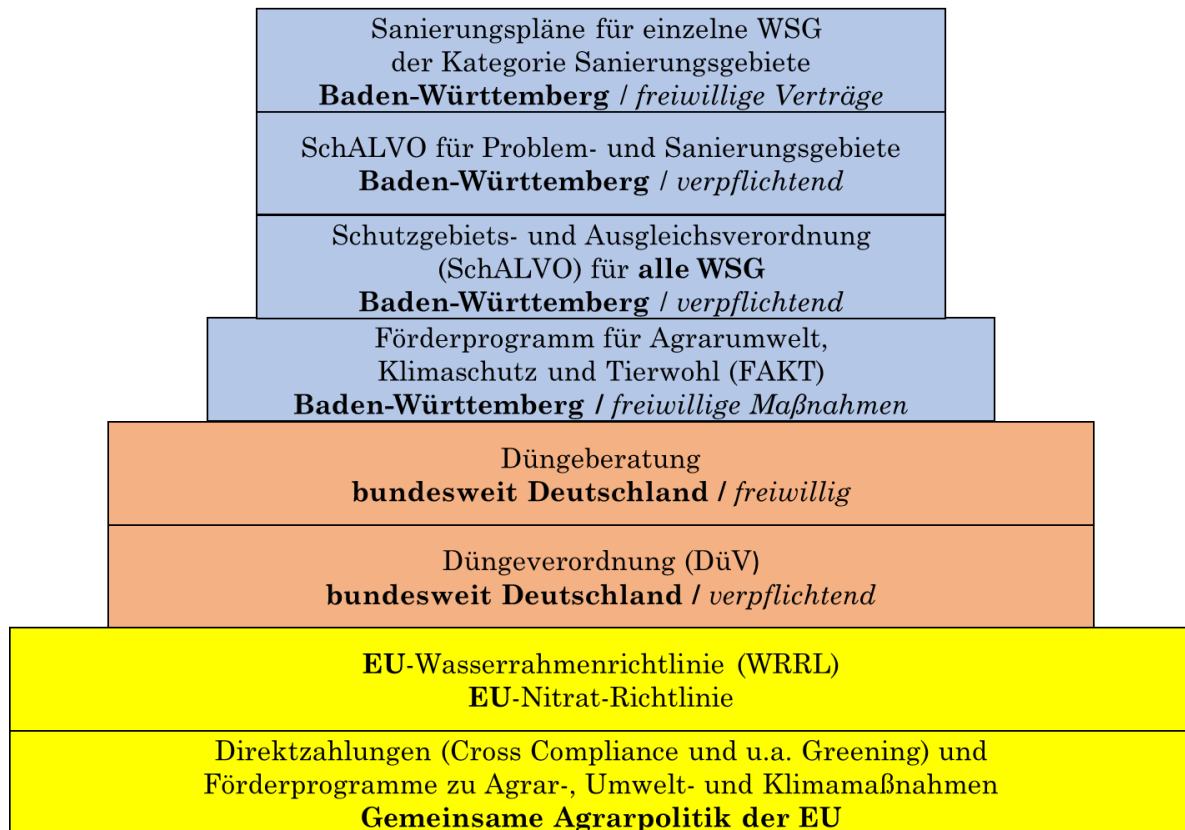 Sanierungspläne für einzelne WSG
der Kategorie Sanierungsgebiete
Baden-Württemberg / freiwillige Verträge
SchALVO für Problem- und Sanierungsgebiete
Baden-Württemberg / verpflichtend
Schutzgebiets- und Ausgleichsverordnung
(SchALVO) für alle WSG
Baden-Württemberg / verpflichtend
Förderprogramm für Agrarumwelt,
Klimaschutz und Tierwohl (FAKT)
Baden-Württemberg / freiwillige Maßnahmen
Düngeberatung
bundesweit Deutschland / freiwillig
Düngeverordnung (DüV)
bundesweit Deutschland / verpflichtend
EU-Wasserrahmenrichtlinie (WRRL)
EU-Nitrat-Richtlinie
Direktzahlungen (Cross Compliance und u.a. Greening) und
Förderprogramme zu Agrar-, Umwelt- und Klimamaßnahmen
Gemeinsame Agrarpolitik der EU